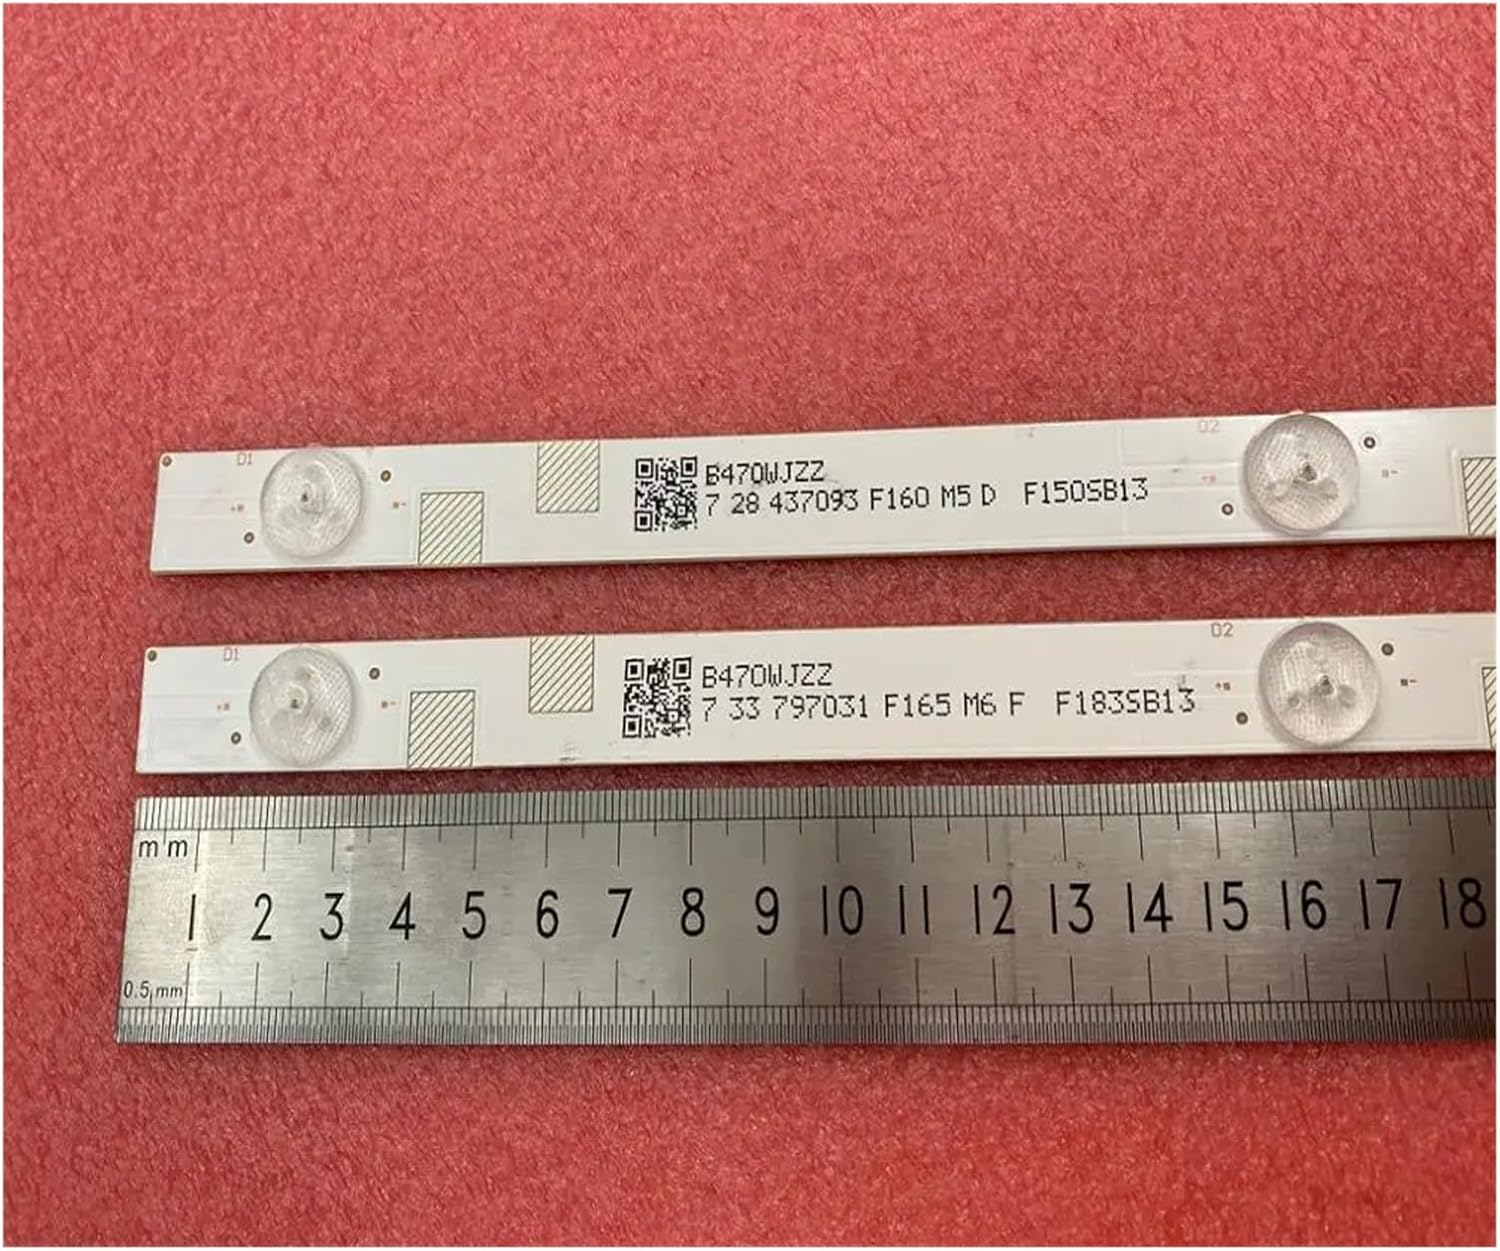 D1
D2
B470WJZZ
7 28 437093 F160 M5 D F150SB13
D1
D2
B470WJZZ
7 33 797031 F165 M6 F F183SB13
mm
1 2 3 4 5 6 7 8 9 10 11 12 13 14 15 16 17 18
0.5 mm